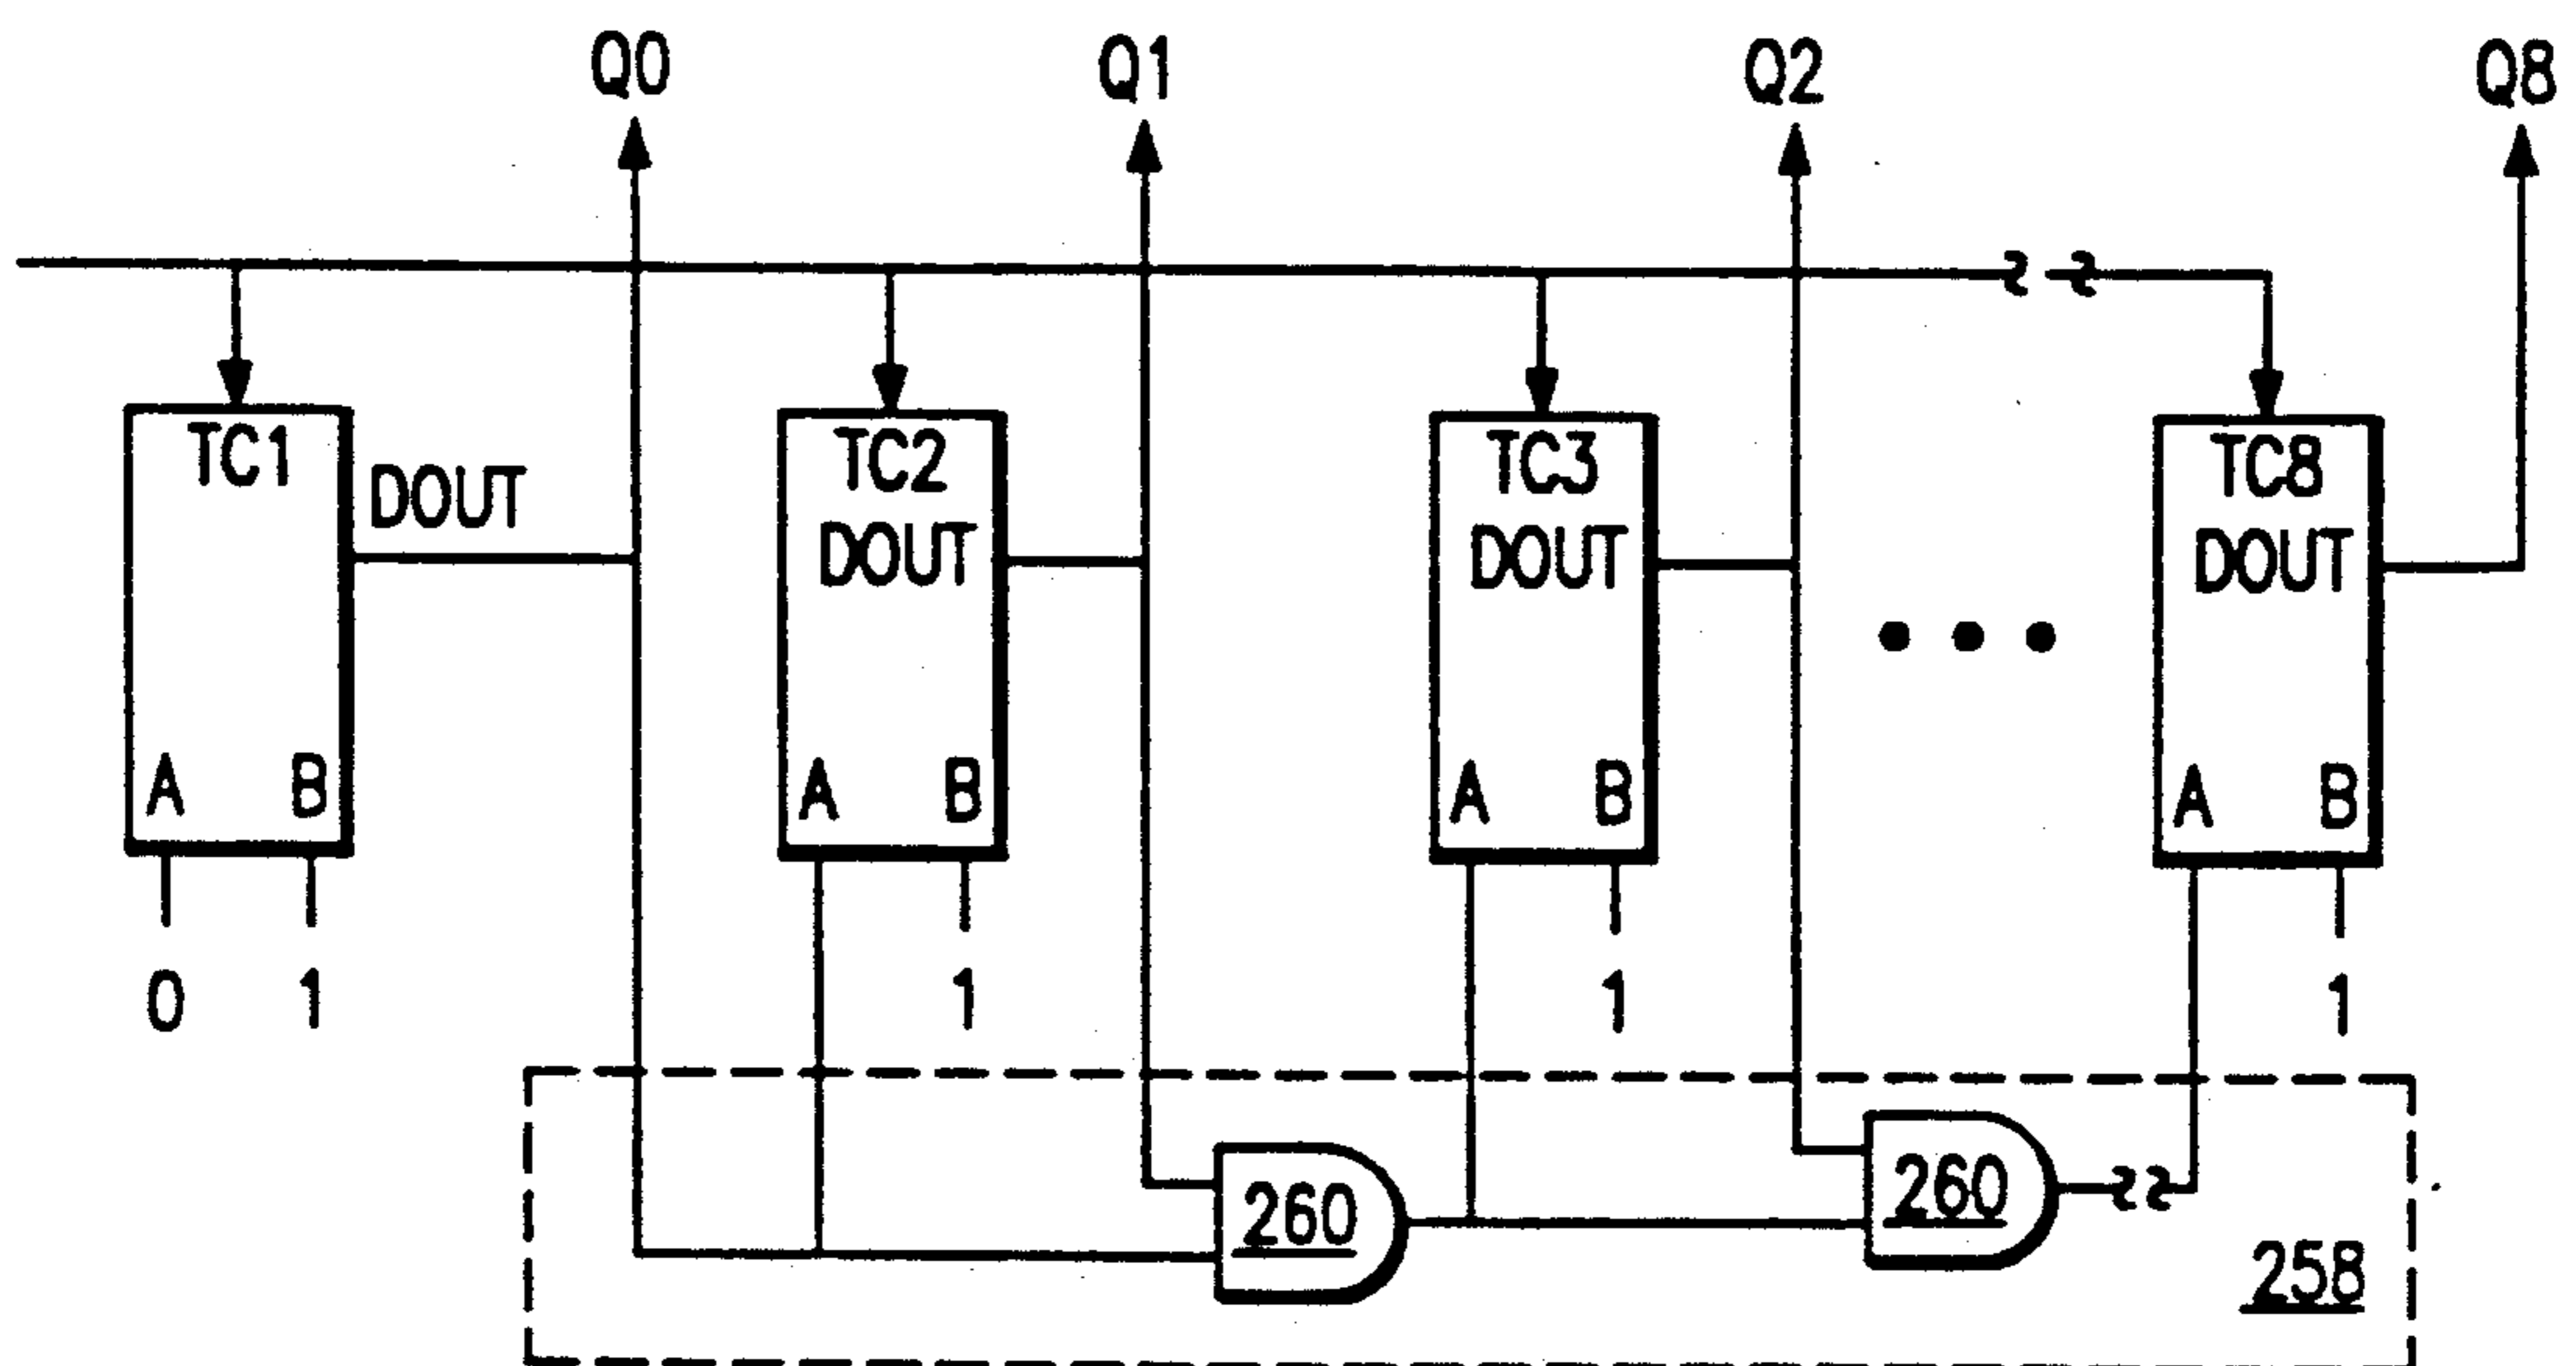 Q0 Q1 Q2 Q8
TC1 TC2 TC3 TC8
DOUT DOUT DOUT DOUT
A B A B A B A B
0 1 1 1 1
260 260
258